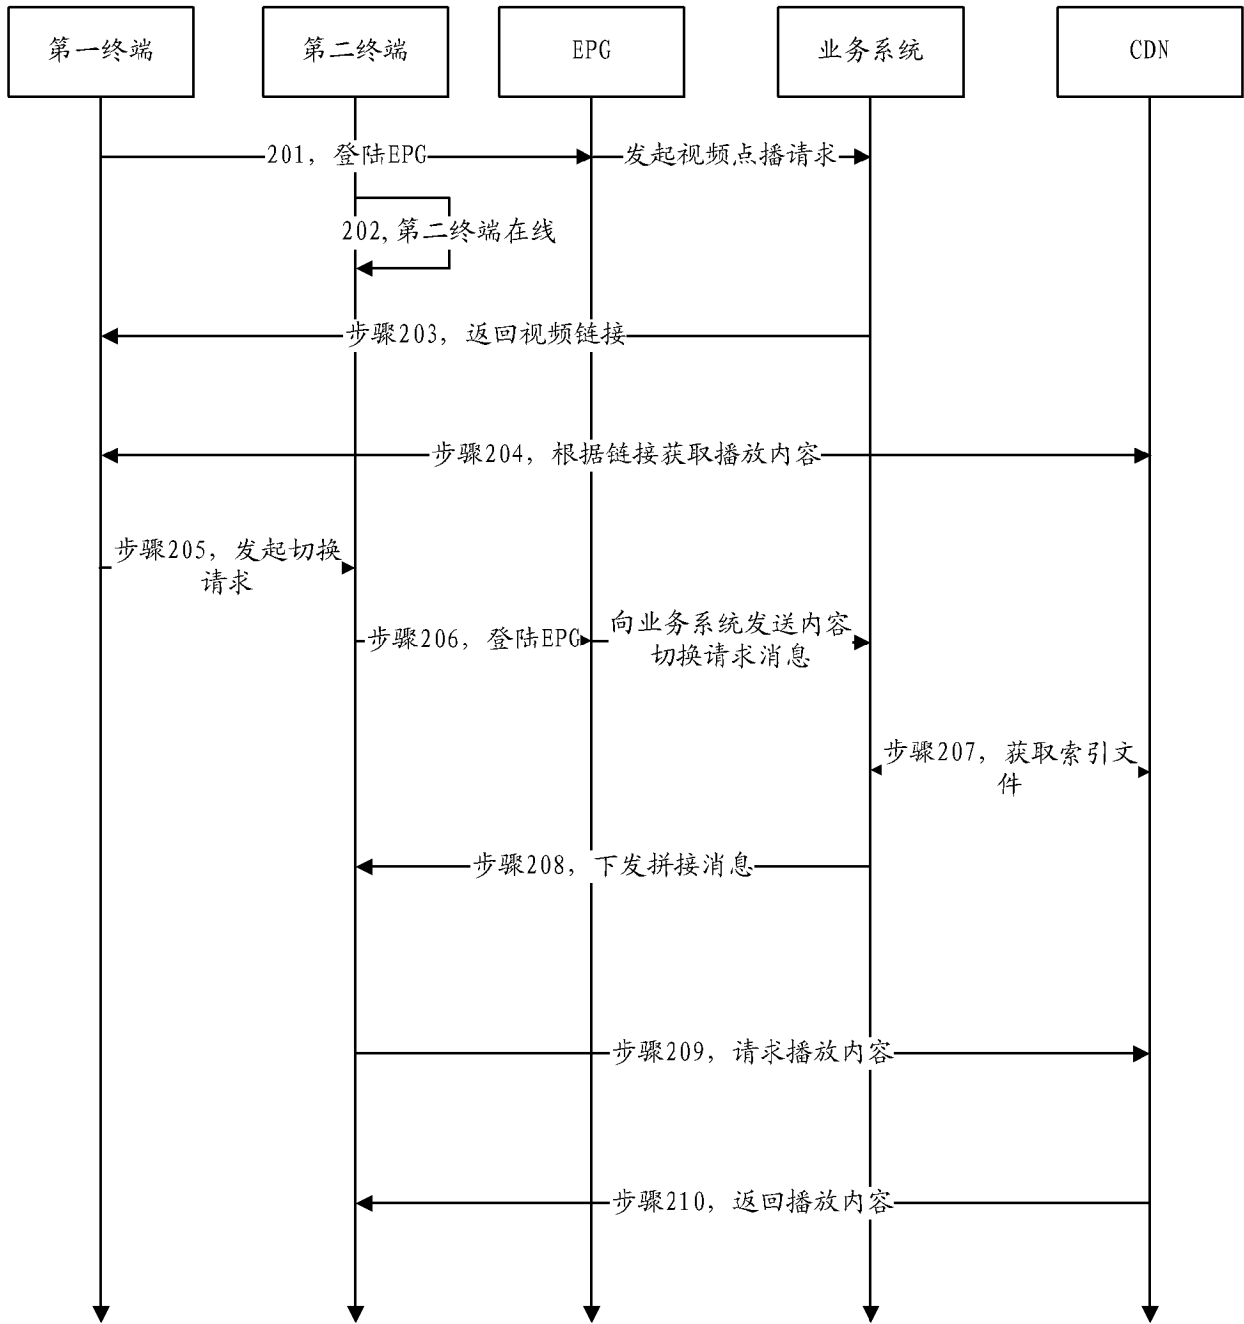 第一终端
第二终端
EPG
业务系统
CDN
201，登陆EPG
发起视频点播请求
202,第二终端在线
步骤203，返回视频链接
步骤204，根据链接获取播放内容
步骤205，发起切换
请求
步骤206，登陆EPG
向业务系统发送内容
切换请求消息
步骤207，获取索引文
件
步骤208，下发拼接消息
步骤209，请求播放内容
步骤210，返回播放内容